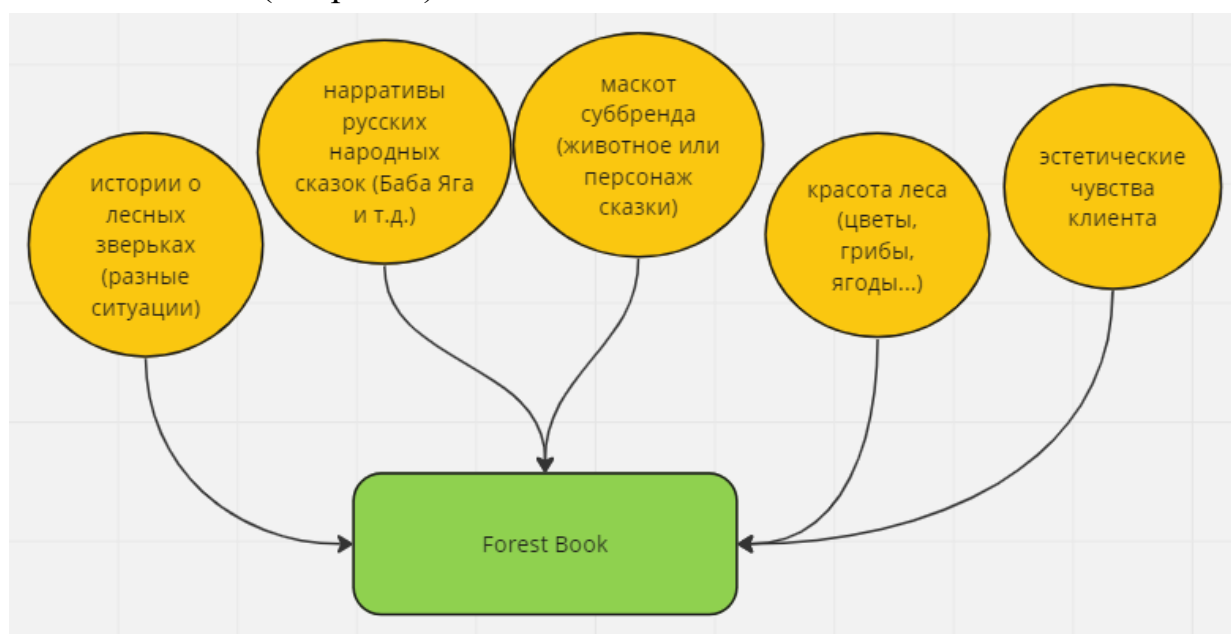 истории о
лесных
зверьках
(разные
ситуации)
нарративы
русских
народных
сказок (Баба Яга
и т.д.)
маскот
суббренда
(животное или
персонаж
сказки)
красота леса
(цветы,
грибы,
ягоды...)
эстетические
чувства
клиента
Forest Book